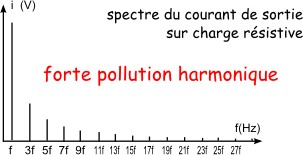 i (V)
spectre du courant de sortie
sur charge résistive
forte pollution harmonique
f(Hz)
f 3f 5f 7f 9f 11f 13f 15f 17f 19f 21f 23f 25f 27f